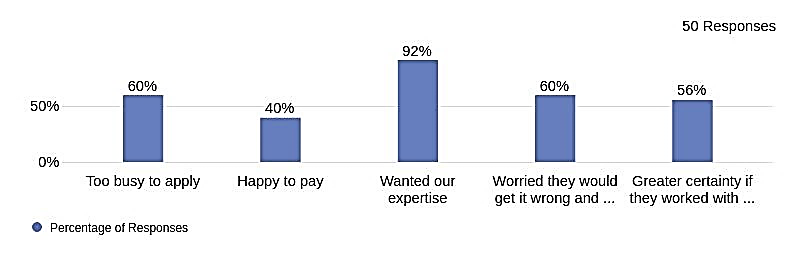 50 Responses
92%
60%
60%
56%
40%
50%
0%
Too busy to apply
Happy to pay
Wanted our
expertise
Worried they would
get it wrong and ...
Greater certainty if
they worked with ...
Percentage of Responses